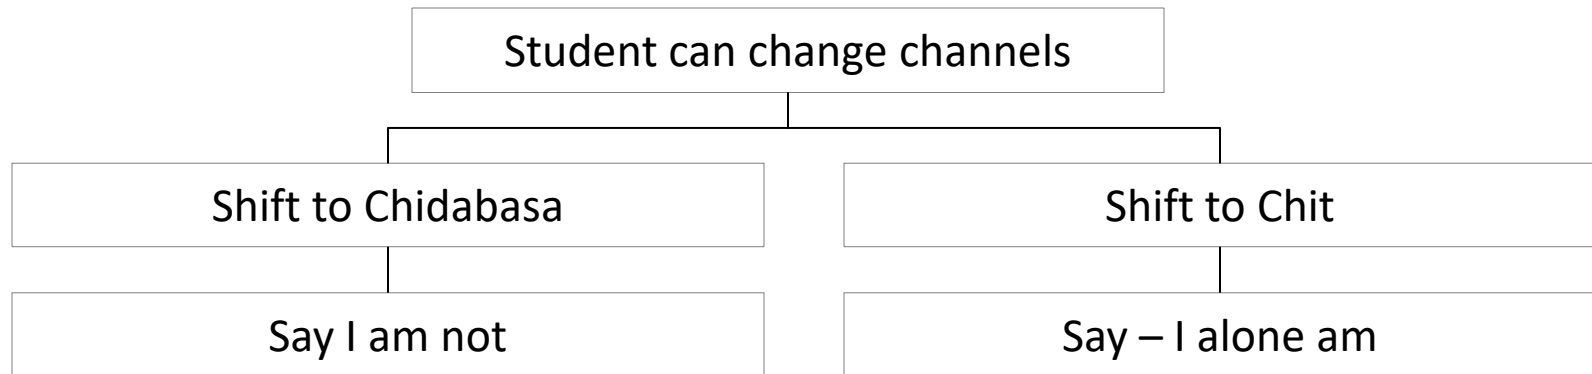 Student can change channels
Shift to Chidabasa
Shift to Chit
Say I am not
Say – I alone am